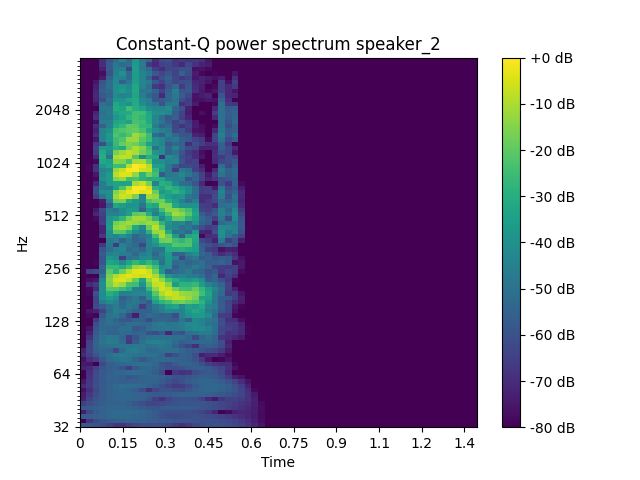 Constant-Q power spectrum speaker_2
+0 dB
2048
-10 dB
1024
-20 dB
512
-30 dB
Hz
-40 dB
256
-50 dB
128
-60 dB
64
-70 dB
32
-80 dB
0 0.15 0.3 0.45 0.6 0.75 0.9 1.1 1.2 1.4
Time